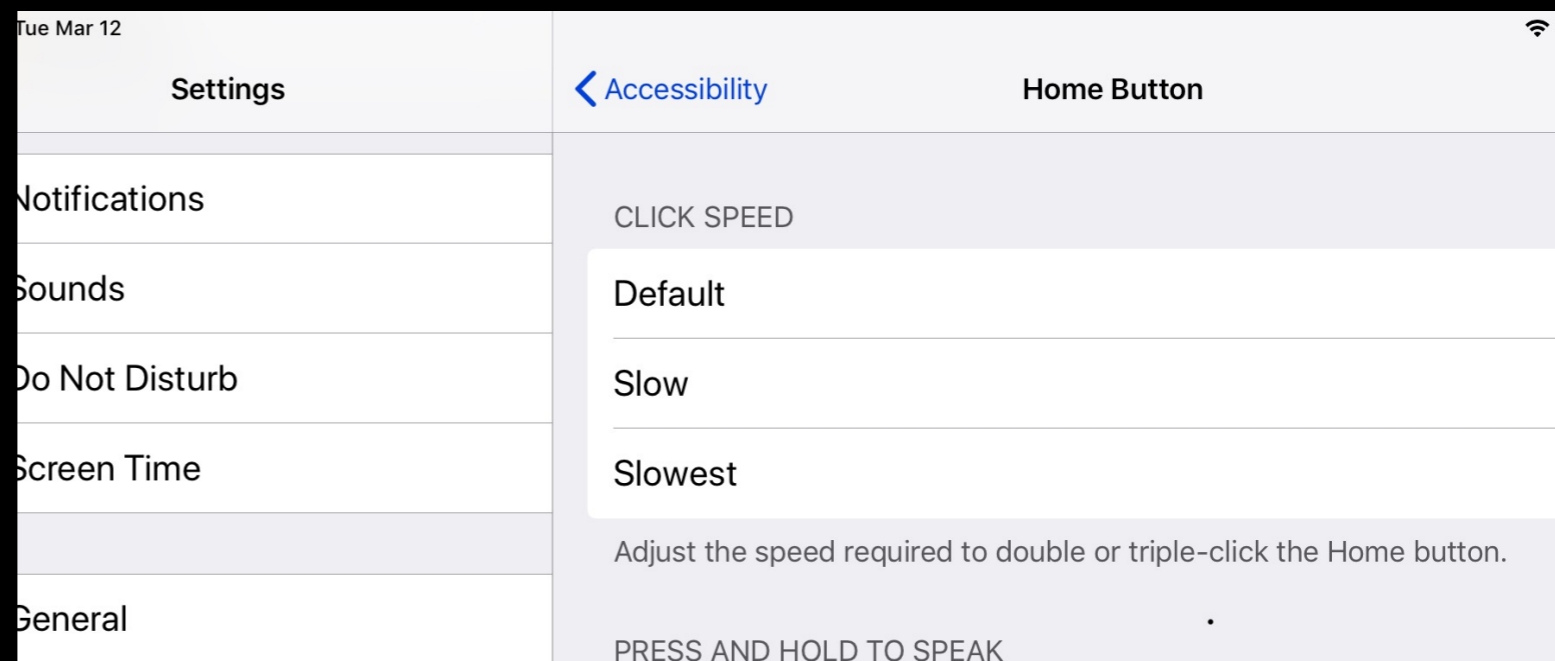 Tue Mar 12
Settings
Notifications
Sounds
Do Not Disturb
Screen Time
General
Accessibility
Home Button
CLICK SPEED
Default
Slow
Slowest
Adjust the speed required to double or triple-click the Home button.
PRESS AND HOLD TO SPEAK